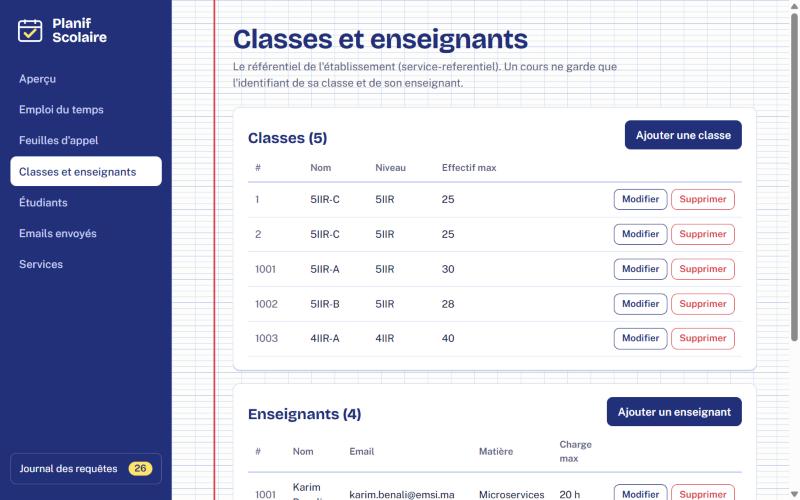 Planif
Scolaire
Aperçu
Emploi du temps
Feuilles d'appel
Classes et enseignants
Étudiants
Emails envoyés
Services
Journal des requêtes 26
Classes et enseignants
Le référentiel de l'établissement (service-referentiel). Un cours ne garde que
l'identifiant de sa classe et de son enseignant.
Classes (5)
Ajouter une classe
# Nom Niveau Effectif max
1 5IIR-C 5IIR 25 Modifier Supprimer
2 5IIR-C 5IIR 25 Modifier Supprimer
1001 5IIR-A 5IIR 30 Modifier Supprimer
1002 5IIR-B 5IIR 28 Modifier Supprimer
1003 4IIR-A 4IIR 40 Modifier Supprimer
Enseignants (4)
Ajouter un enseignant
# Nom Email Matière Charge
max
1001 Karim karim.benali@emsi.ma Microservices 20 h Modifier Supprimer